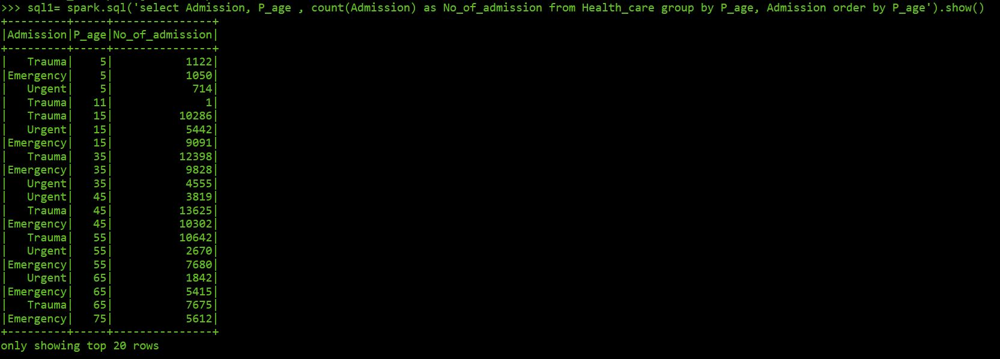 >>> sql1= spark.sql('select Admission, P_age , count(Admission) as No_of_admission from Health_care group by P_age, Admission order by P_age').show()
+---------+-----+---------------+
|Admission|P_age|No_of_admission|
+---------+-----+---------------+
|   Trauma|    5|           1122|
|Emergency|    5|           1050|
|   Urgent|    5|            714|
|   Trauma|   11|              1|
|   Trauma|   15|          10286|
|   Urgent|   15|           5442|
|Emergency|   15|           9091|
|   Trauma|   35|          12398|
|Emergency|   35|           9828|
|   Urgent|   35|           4555|
|   Urgent|   45|           3819|
|   Trauma|   45|          13625|
|Emergency|   45|          10302|
|   Trauma|   55|          10642|
|   Urgent|   55|           2670|
|Emergency|   55|           7680|
|   Urgent|   65|           1842|
|Emergency|   65|           5415|
|   Trauma|   65|           7675|
|Emergency|   75|           5612|
+---------+-----+---------------+
only showing top 20 rows